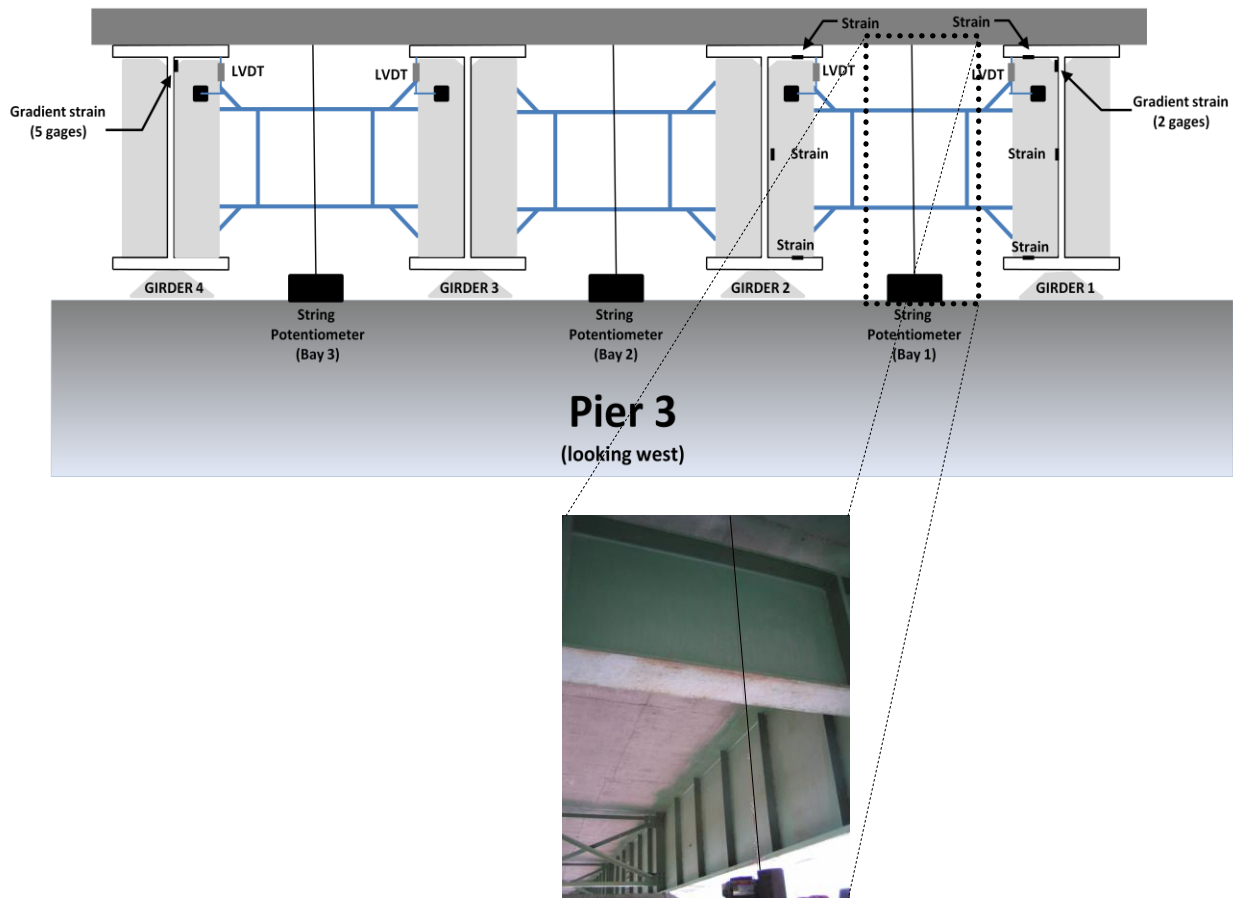 Strain
Strain
LVDT
LVDT
LVDT
LVDT
Gradient strain
(5 gages)
Gradient strain
(2 gages)
Strain
Strain
Strain
Strain
GIRDER 4
GIRDER 3
GIRDER 2
GIRDER 1
String
Potentiometer
(Bay 3)
String
Potentiometer
(Bay 2)
String
Potentiometer
(Bay 1)
Pier 3
(looking west)